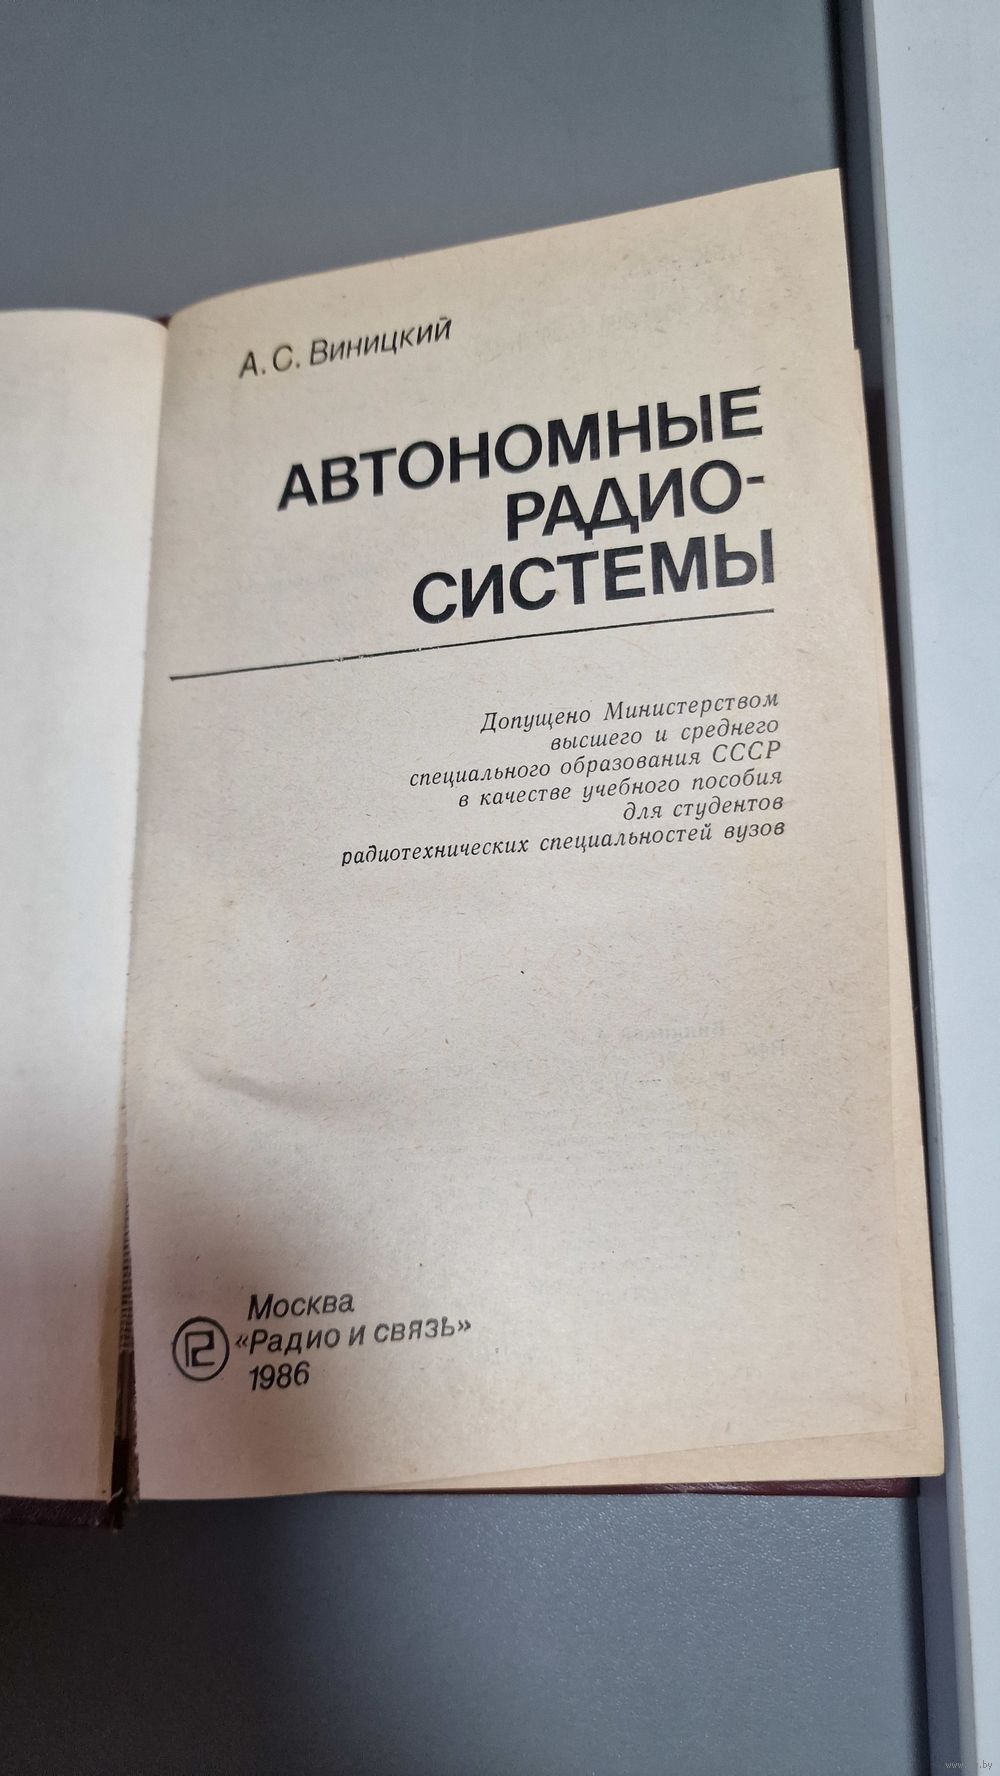 А. С. Виницкий
АВТОНОМНЫЕ
РАДИО-
СИСТЕМЫ
Допущено Министерством
высшего и среднего
специального образования СССР
в качестве учебного пособия
для студентов
радиотехнических специальностей вузов
Москва
«Радио и связь»
1986